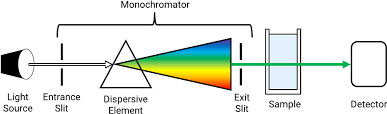 Monochromator
Light
Source
Entrance
Slit
Dispersive
Element
Exit
Slit
Sample
Detector